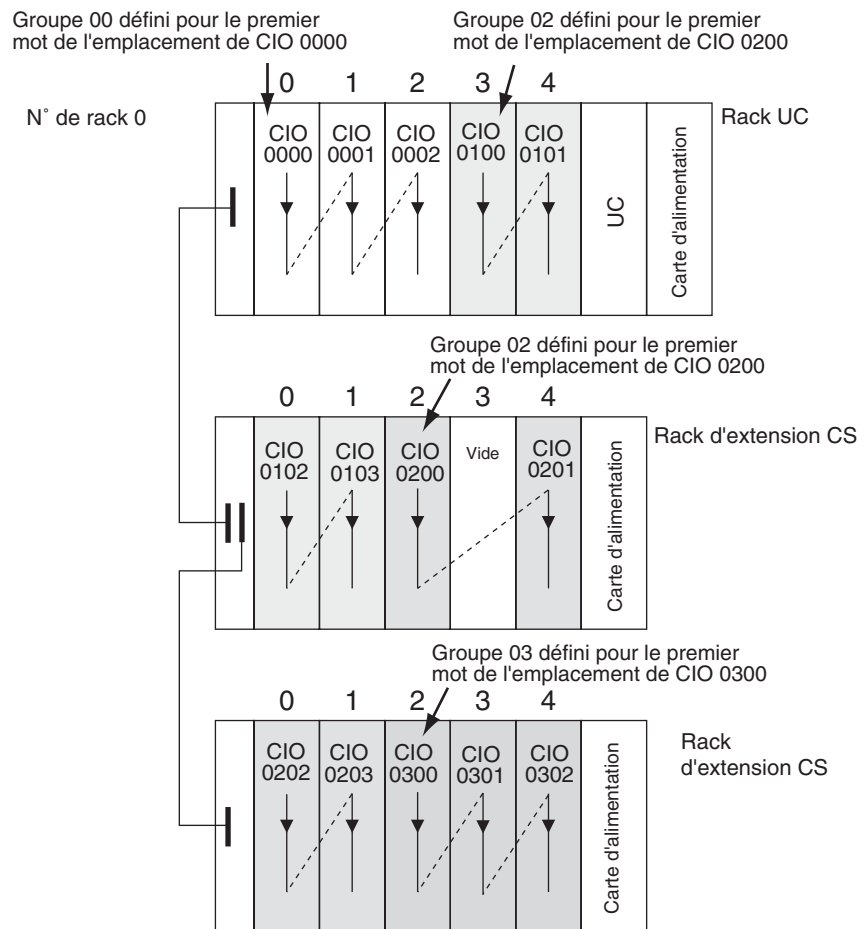 Groupe 00 défini pour le premier
mot de l'emplacement de CIO 0000
Groupe 02 défini pour le premier
mot de l'emplacement de CIO 0200
0 1 2 3 4
N° de rack 0
Rack UC
CIO 0000
CIO 0001
CIO 0002
CIO 0100
CIO 0101
UC
Carte d'alimentation
Groupe 02 défini pour le premier
mot de l'emplacement de CIO 0200
0 1 2 3 4
Rack d'extension CS
CIO 0102
CIO 0103
CIO 0200
Vide
CIO 0201
Carte d'alimentation
Groupe 03 défini pour le premier
mot de l'emplacement de CIO 0300
0 1 2 3 4
Rack
d'extension CS
CIO 0202
CIO 0203
CIO 0300
CIO 0301
CIO 0302
Carte d'alimentation